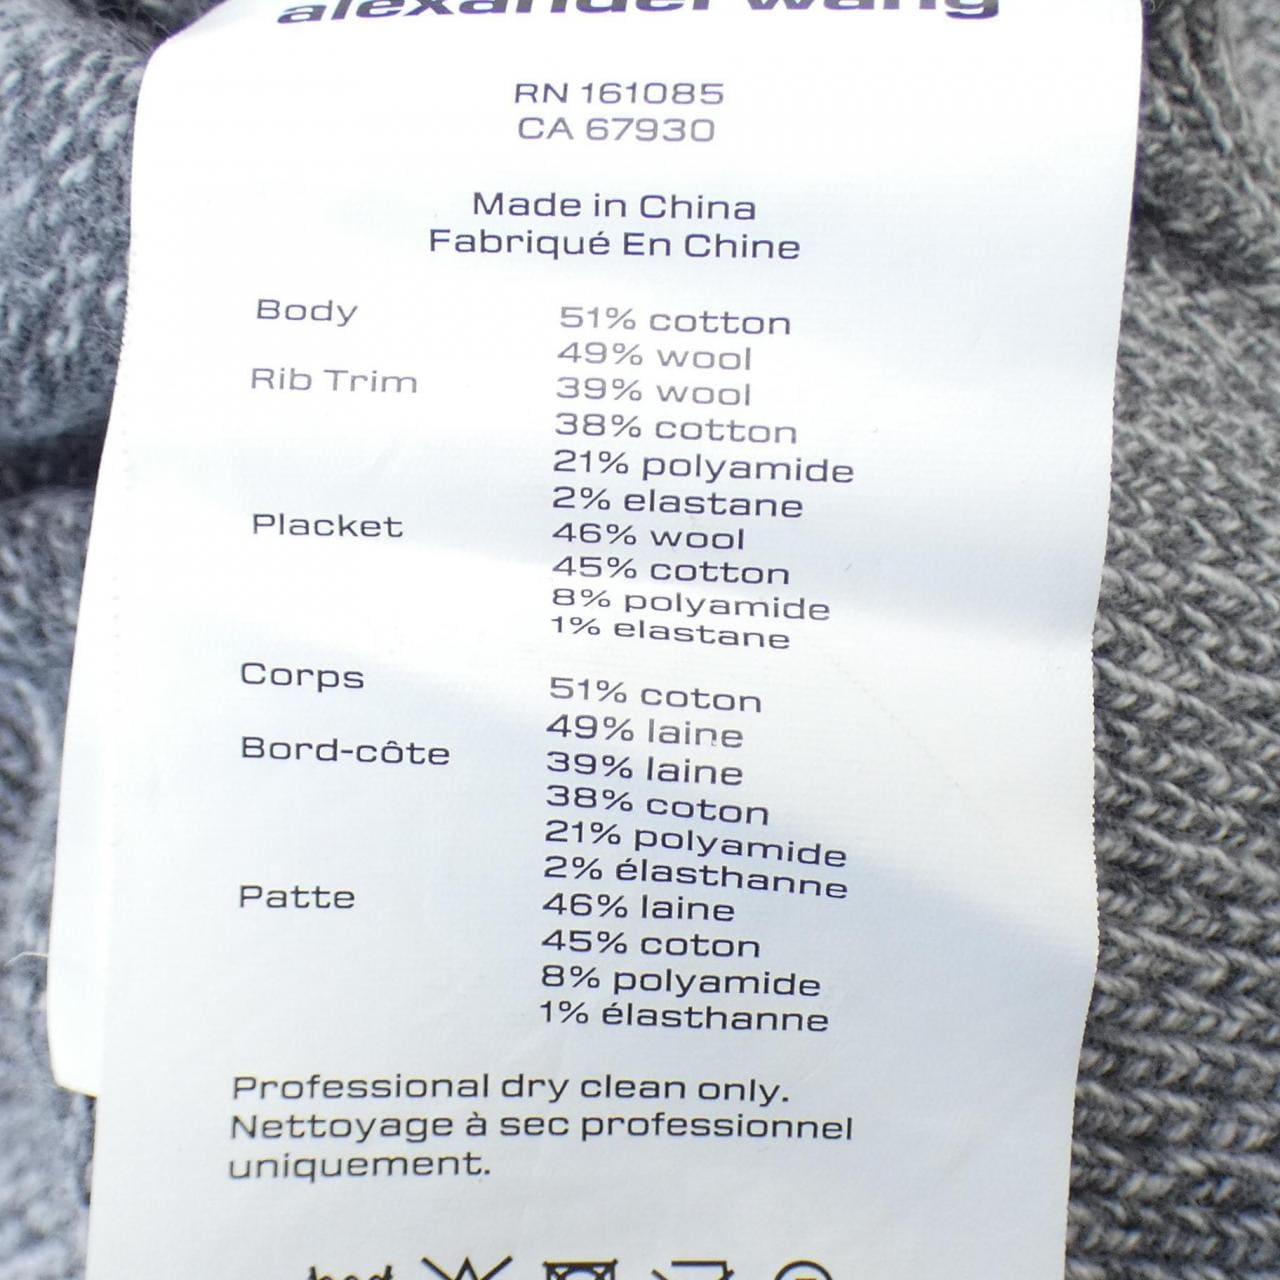 alexander wang
RN 161085
CA 67930
Made in China
Fabriqué En Chine
Body 51% cotton
49% wool
Rib Trim 39% wool
38% cotton
21% polyamide
2% elastane
Placket 46% wool
45% cotton
8% polyamide
1% elastane
Corps 51% coton
49% laine
Bord-côte 39% laine
38% coton
21% polyamide
2% élasthanne
Patte 46% laine
45% coton
8% polyamide
1% élasthanne
Professional dry clean only.
Nettoyage à sec professionnel
uniquement.